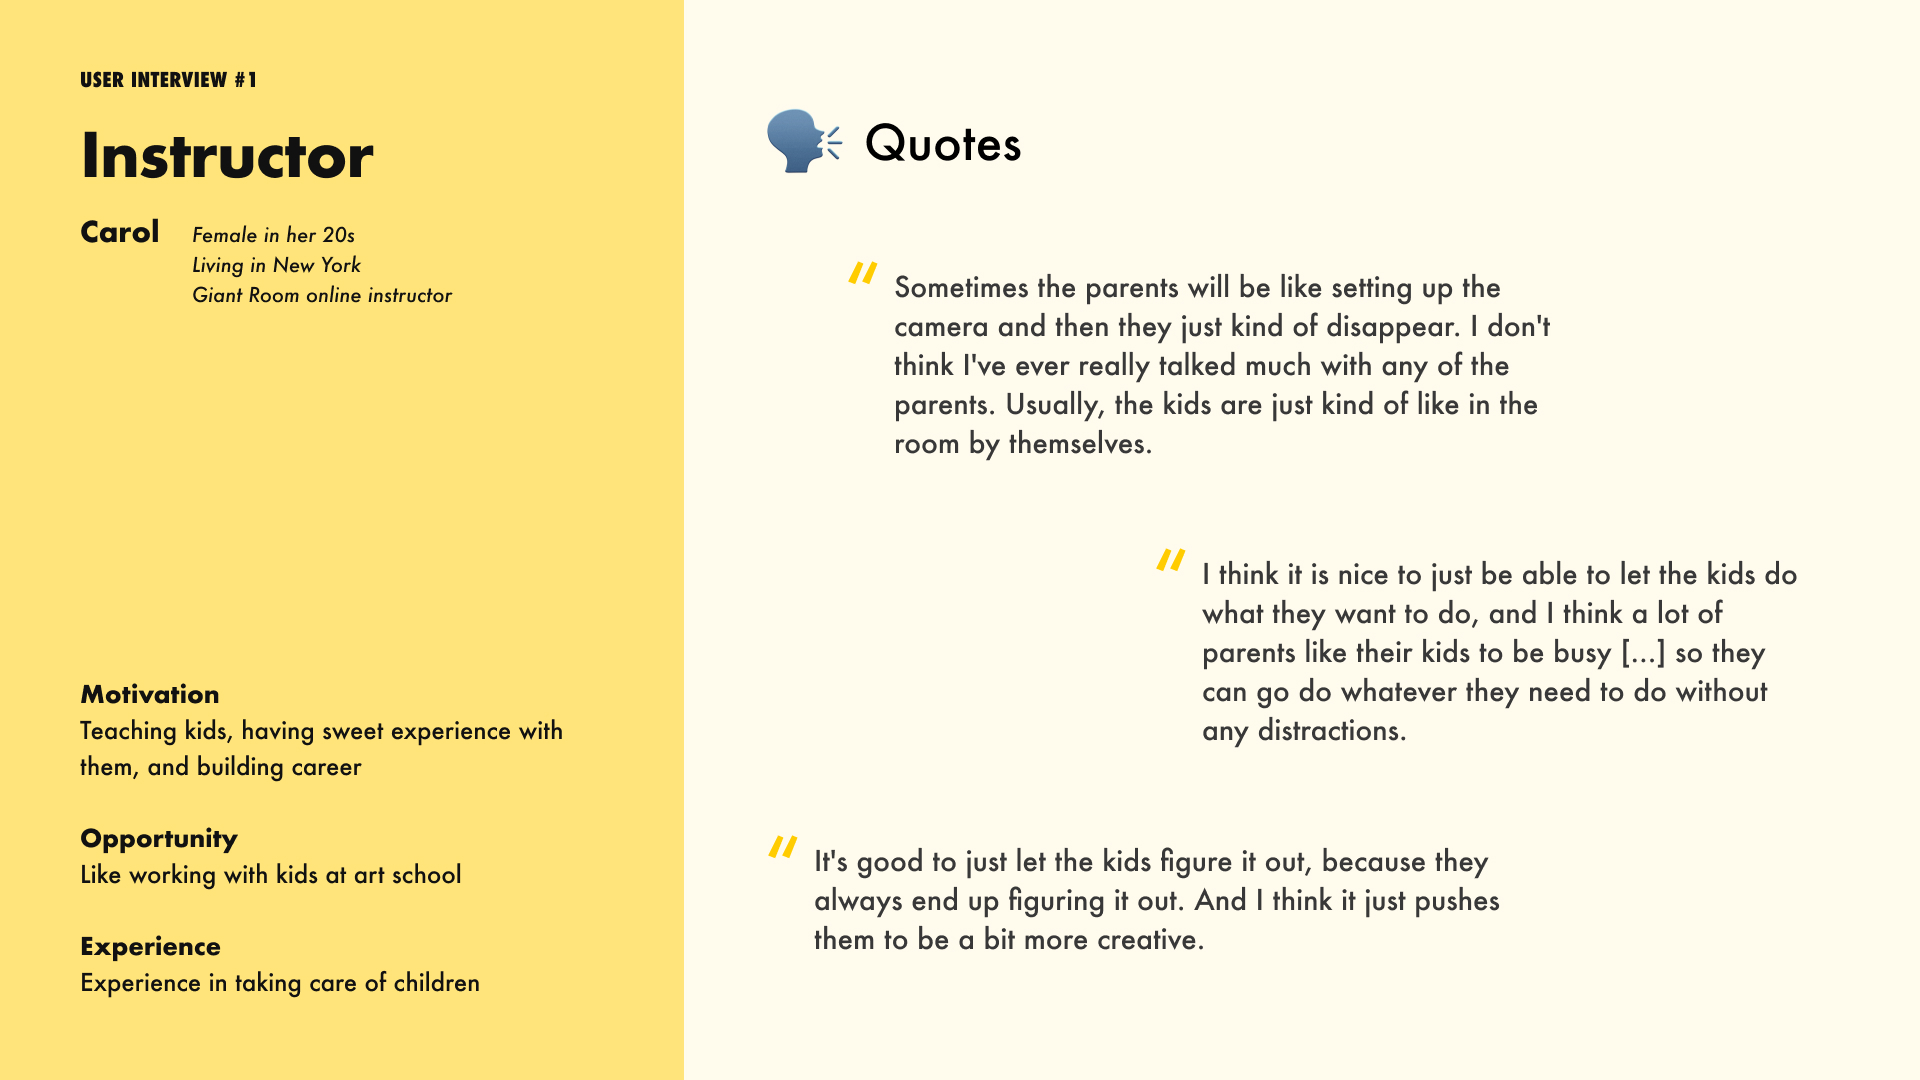 USER INTERVIEW #1
Instructor
Carol
Female in her 20s
Living in New York
Giant Room online instructor
Motivation
Teaching kids, having sweet experience with
them, and building career
Opportunity
Like working with kids at art school
Experience
Experience in taking care of children
Quotes
“
Sometimes the parents will be like setting up the
camera and then they just kind of disappear. I don't
think I've ever really talked much with any of the
parents. Usually, the kids are just kind of like in the
room by themselves.
“
I think it is nice to just be able to let the kids do
what they want to do, and I think a lot of
parents like their kids to be busy [...] so they
can go do whatever they need to do without
any distractions.
“
It's good to just let the kids figure it out, because they
always end up figuring it out. And I think it just pushes
them to be a bit more creative.